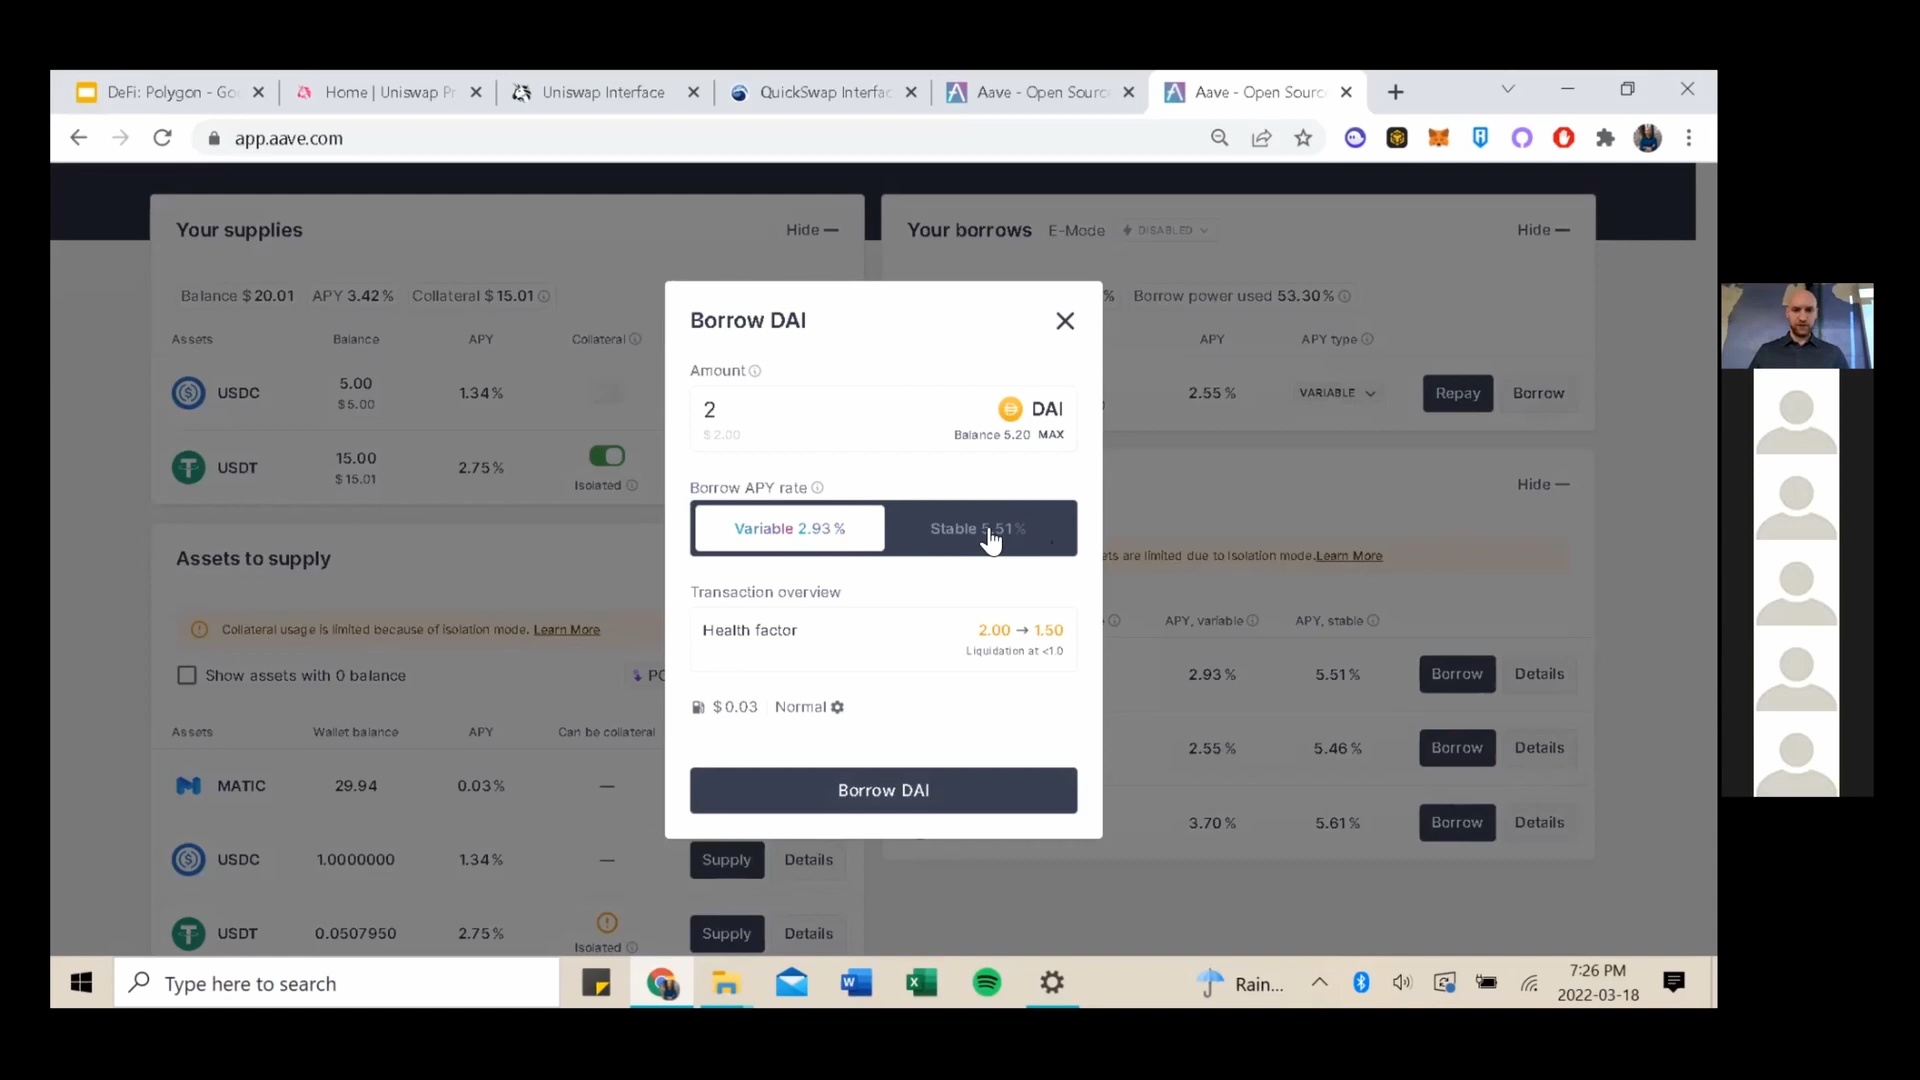 DeFi: Polygon - Goo
Home | Uniswap Pr
Uniswap Interface
QuickSwap Interfac
Aave - Open Sourc
Aave - Open Sourc
app.aave.com
Your supplies
Hide
Balance $ 20.01 APY 3.42 % Collateral $ 15.01
Assets Balance APY Collateral
USDC 5.00 1.34 %
$ 5.00
USDT 15.00 2.75 %
$ 15.01 Isolated
Assets to supply
Collateral usage is limited because of isolation mode. Learn More
Show assets with 0 balance
Assets Wallet balance APY Can be collateral
MATIC 29.94 0.03 % —
USDC 1.0000000 1.34 % — Supply Details
USDT 0.0507950 2.75 % Supply Details
Isolated
Your borrows E-Mode DISABLED Hide
% Borrow power used 53.30 %
APY APY type
2.55 % VARIABLE Repay Borrow
Hide
are limited due to Isolation mode. Learn More
APY, variable APY, stable
2.93 % 5.51 % Borrow Details
2.55 % 5.46 % Borrow Details
3.70 % 5.61 % Borrow Details
Borrow DAI
Amount
2 DAI
$ 2.00 Balance 5.20 MAX
Borrow APY rate
Variable 2.93 % Stable 5.51 %
Transaction overview
Health factor 2.00 → 1.50
Liquidation at <1.0
$ 0.03 Normal
Borrow DAI
Type here to search
Rain...
7:26 PM
2022-03-18